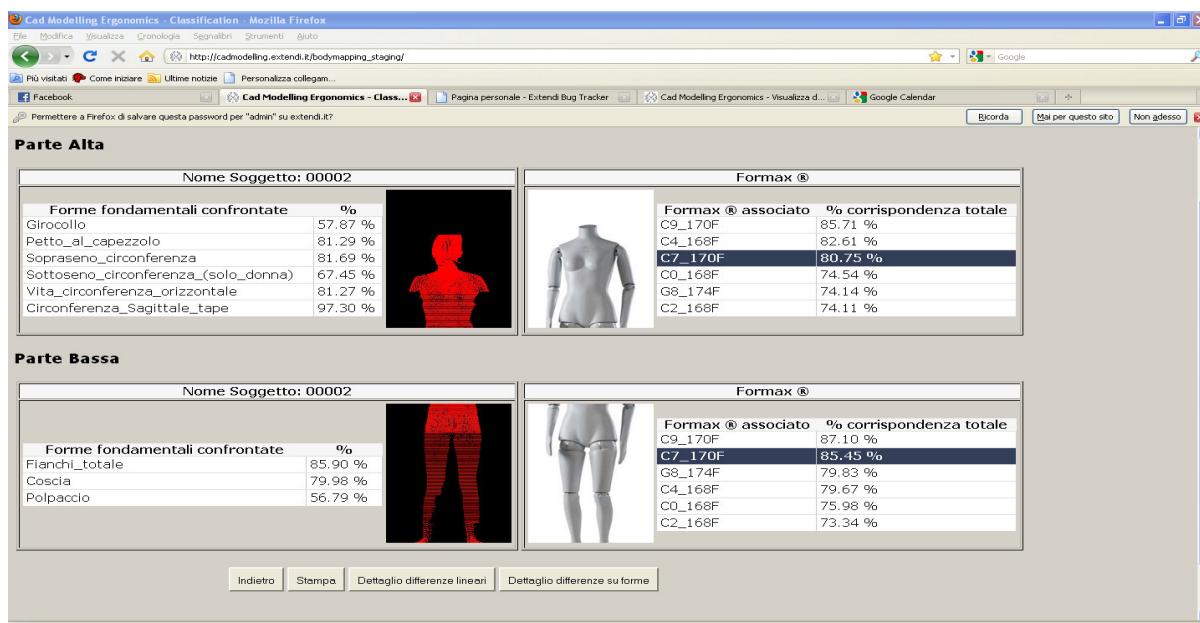 Cad Modelling Ergonomics - Classification - Mozilla Firefox
File Modifica Visualizza Cronologia Segnalibri Strumenti Aiuto
http://cadmodelling.extendi.it/bodymapping_staging/ Google
Più visitati Come iniziare Ultime notizie Personalizza collegam...
Facebook Cad Modelling Ergonomics - Class... Pagina personale - Extendi Bug Tracker Cad Modelling Ergonomics - Visualizza d... Google Calendar
Permettere a Firefox di salvare questa password per "admin" su extendi.it? Ricorda Mai per questo sito Non adesso
Parte Alta
Nome Soggetto: 00002
Forme fondamentali confrontate %
Girocollo 57.87 %
Petto_al_capezzolo 81.29 %
Sopraseno_circonferenza 81.69 %
Sottoseno_circonferenza_(solo_donna) 67.45 %
Vita_circonferenza_orizzontale 81.27 %
Circonferenza_Sagittale_tape 97.30 %
Formax ®
Formax ® associato % corrispondenza totale
C9_170F 85.71 %
C4_168F 82.61 %
C7_170F 80.75 %
C0_168F 74.54 %
G8_174F 74.14 %
C2_168F 74.11 %
Parte Bassa
Nome Soggetto: 00002
Forme fondamentali confrontate %
Fianchi_totale 85.90 %
Coscia 79.98 %
Polpaccio 56.79 %
Formax ®
Formax ® associato % corrispondenza totale
C9_170F 87.10 %
C7_170F 85.45 %
G8_174F 79.83 %
C4_168F 79.67 %
C0_168F 75.98 %
C2_168F 73.34 %
Indietro Stampa Dettaglio differenze lineari Dettaglio differenze su forme